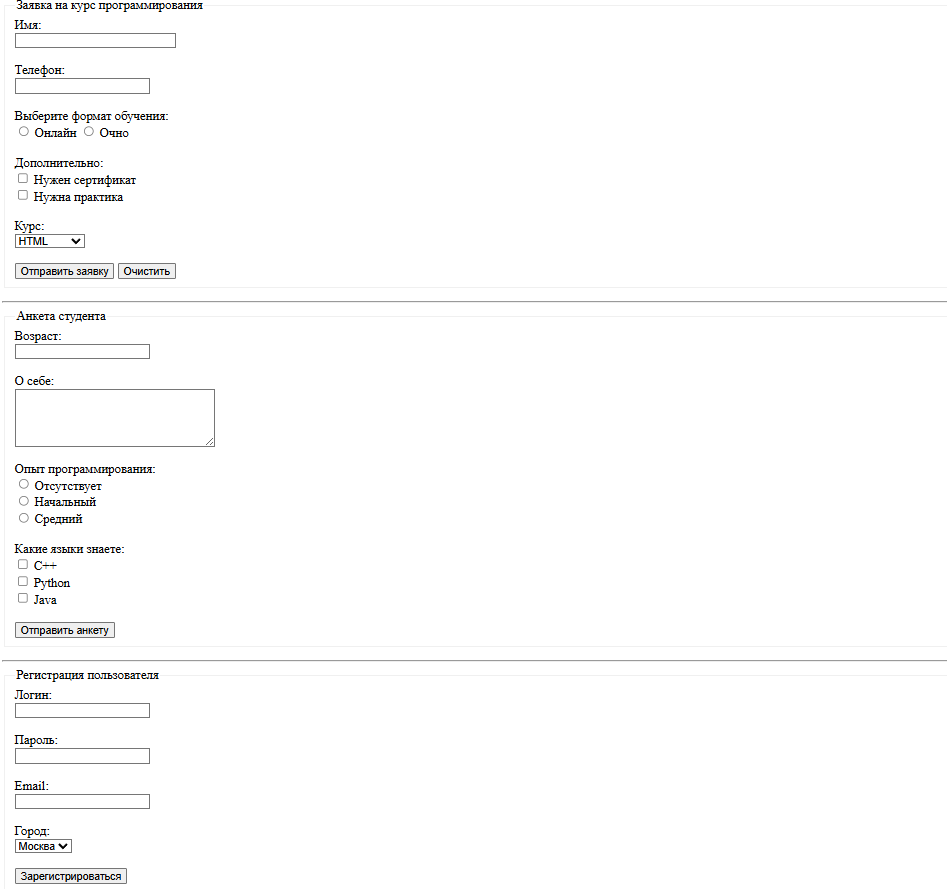 Заявка на курс программирования
Имя:
Телефон:
Выберите формат обучения:
Онлайн Очно
Дополнительно:
Нужен сертификат
Нужна практика
Курс:
HTML
Отправить заявку Очистить
Анкета студента
Возраст:
О себе:
Опыт программирования:
Отсутствует
Начальный
Средний
Какие языки знаете:
C++
Python
Java
Отправить анкету
Регистрация пользователя
Логин:
Пароль:
Email:
Город:
Москва
Зарегистрироваться